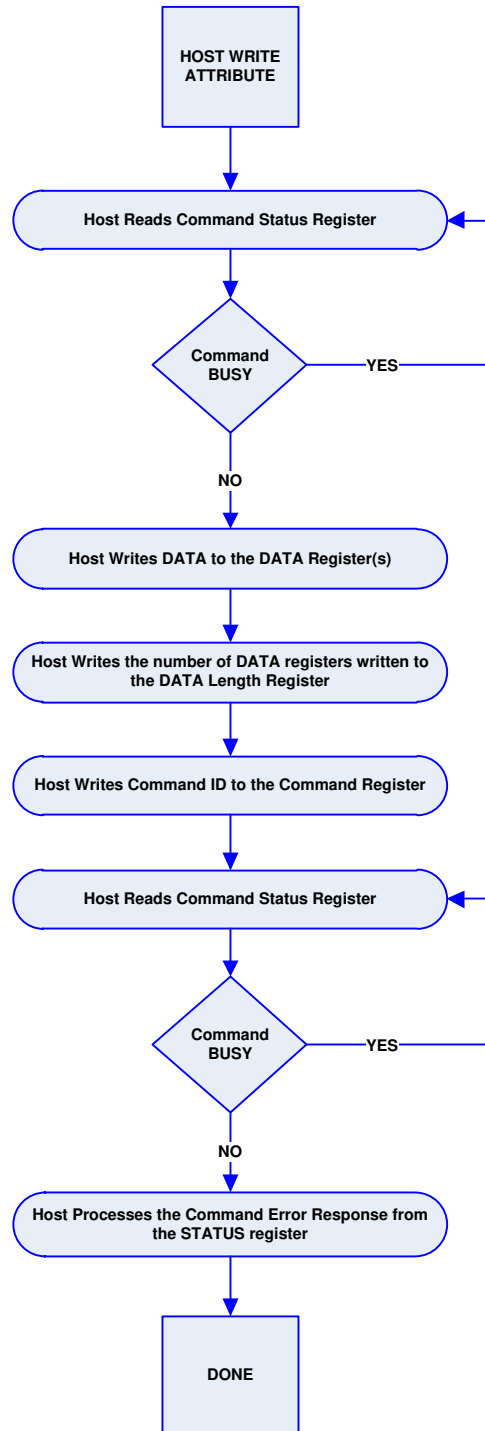 HOST WRITE
ATTRIBUTE
Host Reads Command Status Register
Command
BUSY
YES
NO
Host Writes DATA to the DATA Register(s)
Host Writes the number of DATA registers written to
the DATA Length Register
Host Writes Command ID to the Command Register
Host Reads Command Status Register
Command
BUSY
YES
NO
Host Processes the Command Error Response from
the STATUS register
DONE